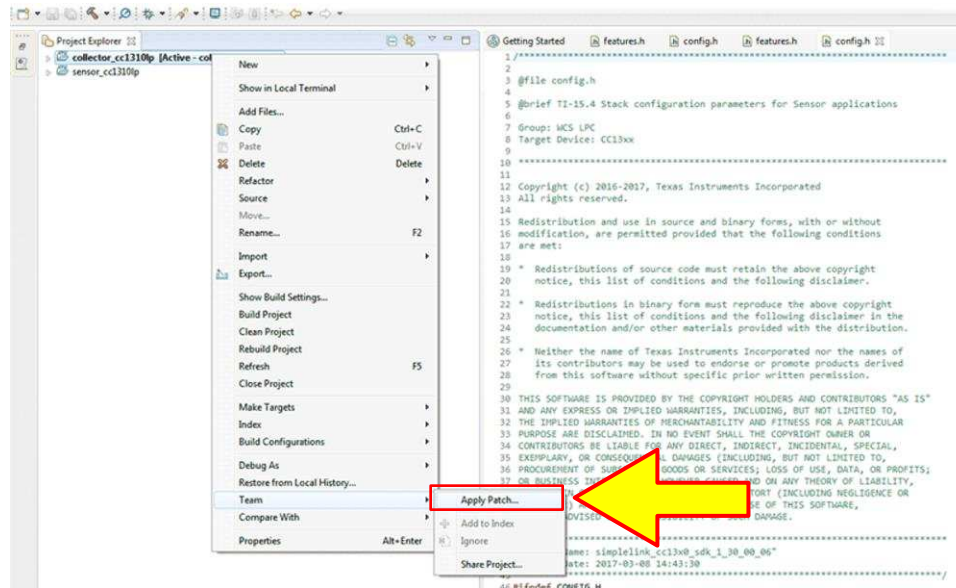 Project Explorer
collector_cc1310lp [Active - col
sensor_cc1310lp
New
Show in Local Terminal
Add Files...
Copy Ctrl+C
Paste Ctrl+V
Delete Delete
Refactor
Source
Move...
Rename... F2
Import
Export...
Show Build Settings...
Build Project
Clean Project
Rebuild Project
Refresh F5
Close Project
Make Targets
Index
Build Configurations
Debug As
Restore from Local History...
Team
Compare With
Properties Alt+Enter
Apply Patch...
Add to Index
Ignore
Share Project...
Getting Started features.h config.h features.h config.h
1 /******************************************************************************
2
3 @file config.h
4
5 @brief TI-15.4 Stack configuration parameters for Sensor applications
6
7 Group: WCS LPC
8 Target Device: CC13xx
9
10 ******************************************************************************
11
12 Copyright (c) 2016-2017, Texas Instruments Incorporated
13 All rights reserved.
14
15 Redistribution and use in source and binary forms, with or without
16 modification, are permitted provided that the following conditions
17 are met:
18
19 * Redistributions of source code must retain the above copyright
20 notice, this list of conditions and the following disclaimer.
21
22 * Redistributions in binary form must reproduce the above copyright
23 notice, this list of conditions and the following disclaimer in the
24 documentation and/or other materials provided with the distribution.
25
26 * Neither the name of Texas Instruments Incorporated nor the names of
27 its contributors may be used to endorse or promote products derived
28 from this software without specific prior written permission.
29
30 THIS SOFTWARE IS PROVIDED BY THE COPYRIGHT HOLDERS AND CONTRIBUTORS "AS IS"
31 AND ANY EXPRESS OR IMPLIED WARRANTIES, INCLUDING, BUT NOT LIMITED TO,
32 THE IMPLIED WARRANTIES OF MERCHANTABILITY AND FITNESS FOR A PARTICULAR
33 PURPOSE ARE DISCLAIMED. IN NO EVENT SHALL THE COPYRIGHT OWNER OR
34 CONTRIBUTORS BE LIABLE FOR ANY DIRECT, INDIRECT, INCIDENTAL, SPECIAL,
35 EXEMPLARY, OR CONSEQUENTIAL DAMAGES (INCLUDING, BUT NOT LIMITED TO,
36 PROCUREMENT OF SUBS GOODS OR SERVICES; LOSS OF USE, DATA, OR PROFITS;
37 OR BUSINESS INT HOWEVER CAUSED AND ON ANY THEORY OF LIABILITY,
IN TORT (INCLUDING NEGLIGENCE OR
SE OF THIS SOFTWARE,
DVISED DAMAGE.
Name: simplelink_cc13x0_sdk_1_30_00_06"
ate: 2017-03-08 14:43:30
45 ******************************************************************************/
46 #ifndef CONFIG_H